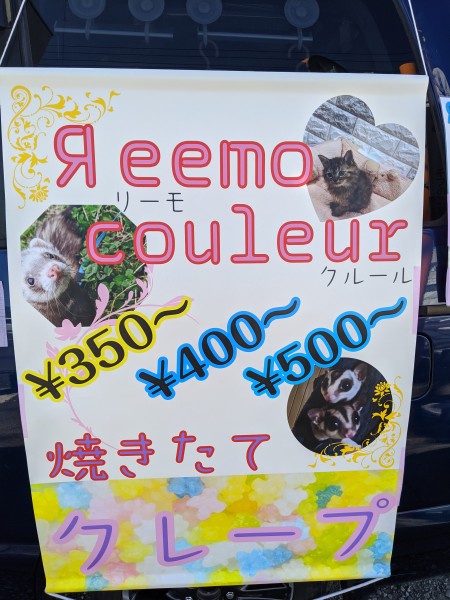 Яeemo
リーモ
couleur
クルール
¥350～
¥400～
¥500～
焼きたて
クレープ